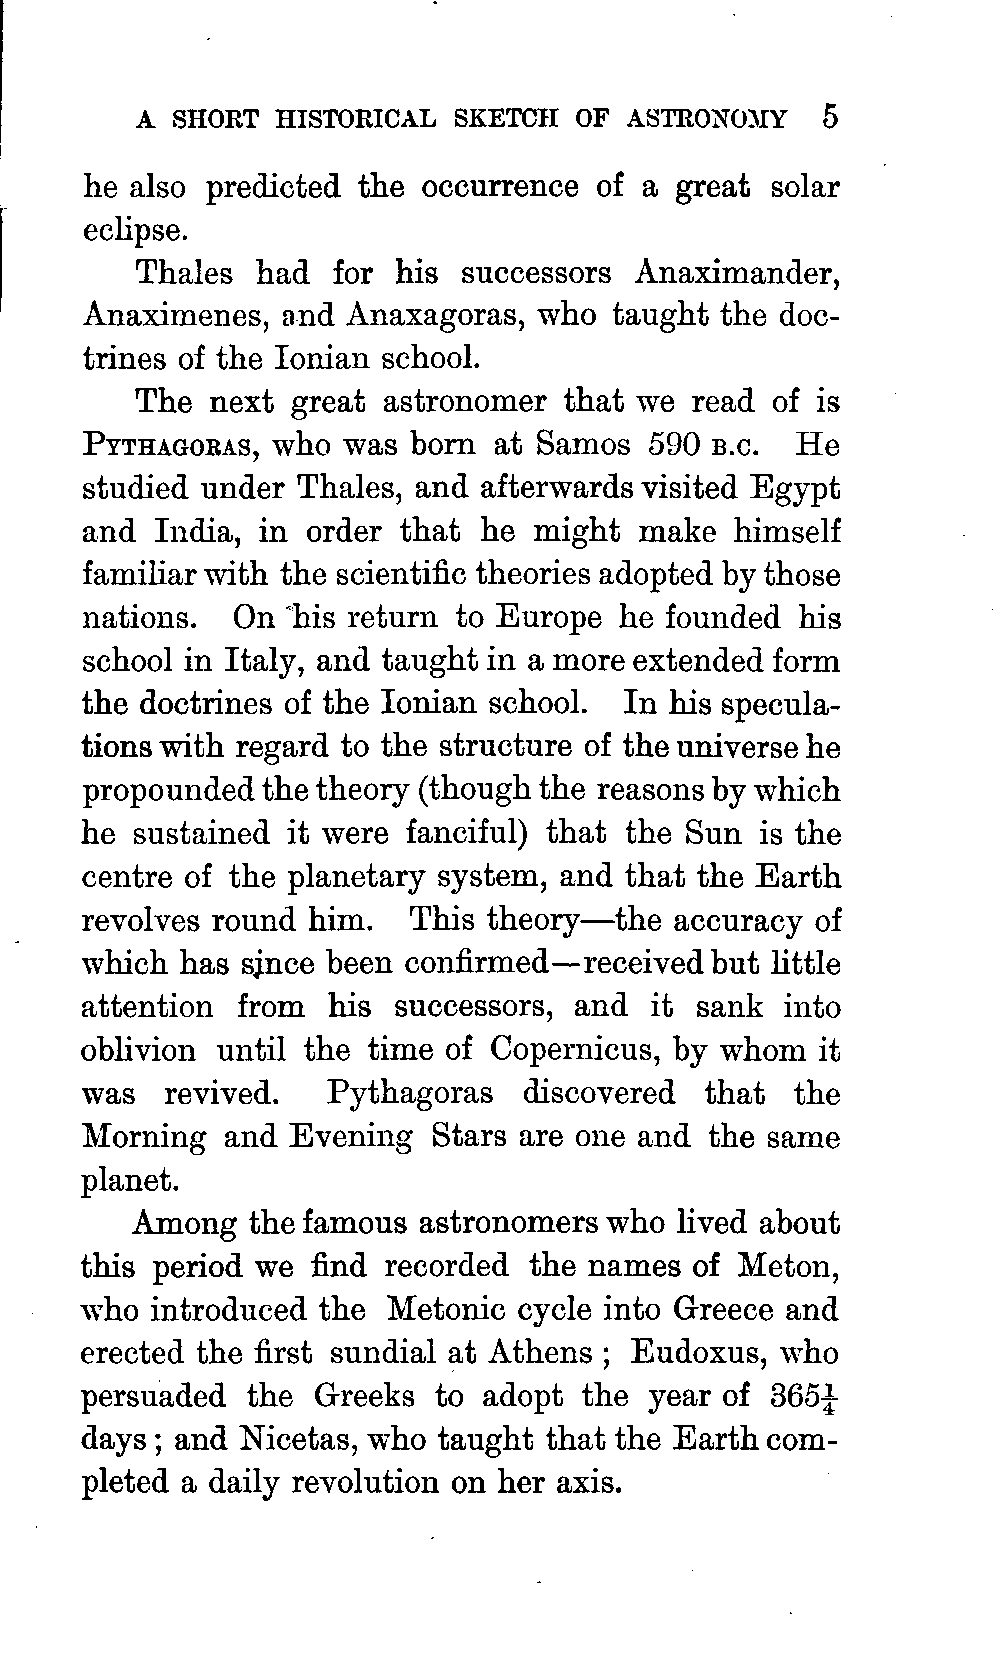 A SHORT HISTORICAL SKETCH OF ASTRONOMY 5
he also predicted the occurrence of a great solar
eclipse.
Thales had for his successors Anaximander,
Anaximenes, and Anaxagoras, who taught the doc-
trines of the Ionian school.
The next great astronomer that we read of is
PYTHAGORAS, who was born at Samos 590 B.C. He
studied under Thales, and afterwards visited Egypt
and India, in order that he might make himself
familiar with the scientific theories adopted by those
nations. On his return to Europe he founded his
school in Italy, and taught in a more extended form
the doctrines of the Ionian school. In his specula-
tions with regard to the structure of the universe he
propounded the theory (though the reasons by which
he sustained it were fanciful) that the Sun is the
centre of the planetary system, and that the Earth
revolves round him. This theory—the accuracy of
which has since been confirmed—received but little
attention from his successors, and it sank into
oblivion until the time of Copernicus, by whom it
was revived. Pythagoras discovered that the
Morning and Evening Stars are one and the same
planet.
Among the famous astronomers who lived about
this period we find recorded the names of Meton,
who introduced the Metonic cycle into Greece and
erected the first sundial at Athens ; Eudoxus, who
persuaded the Greeks to adopt the year of 365¼
days ; and Nicetas, who taught that the Earth com-
pleted a daily revolution on her axis.